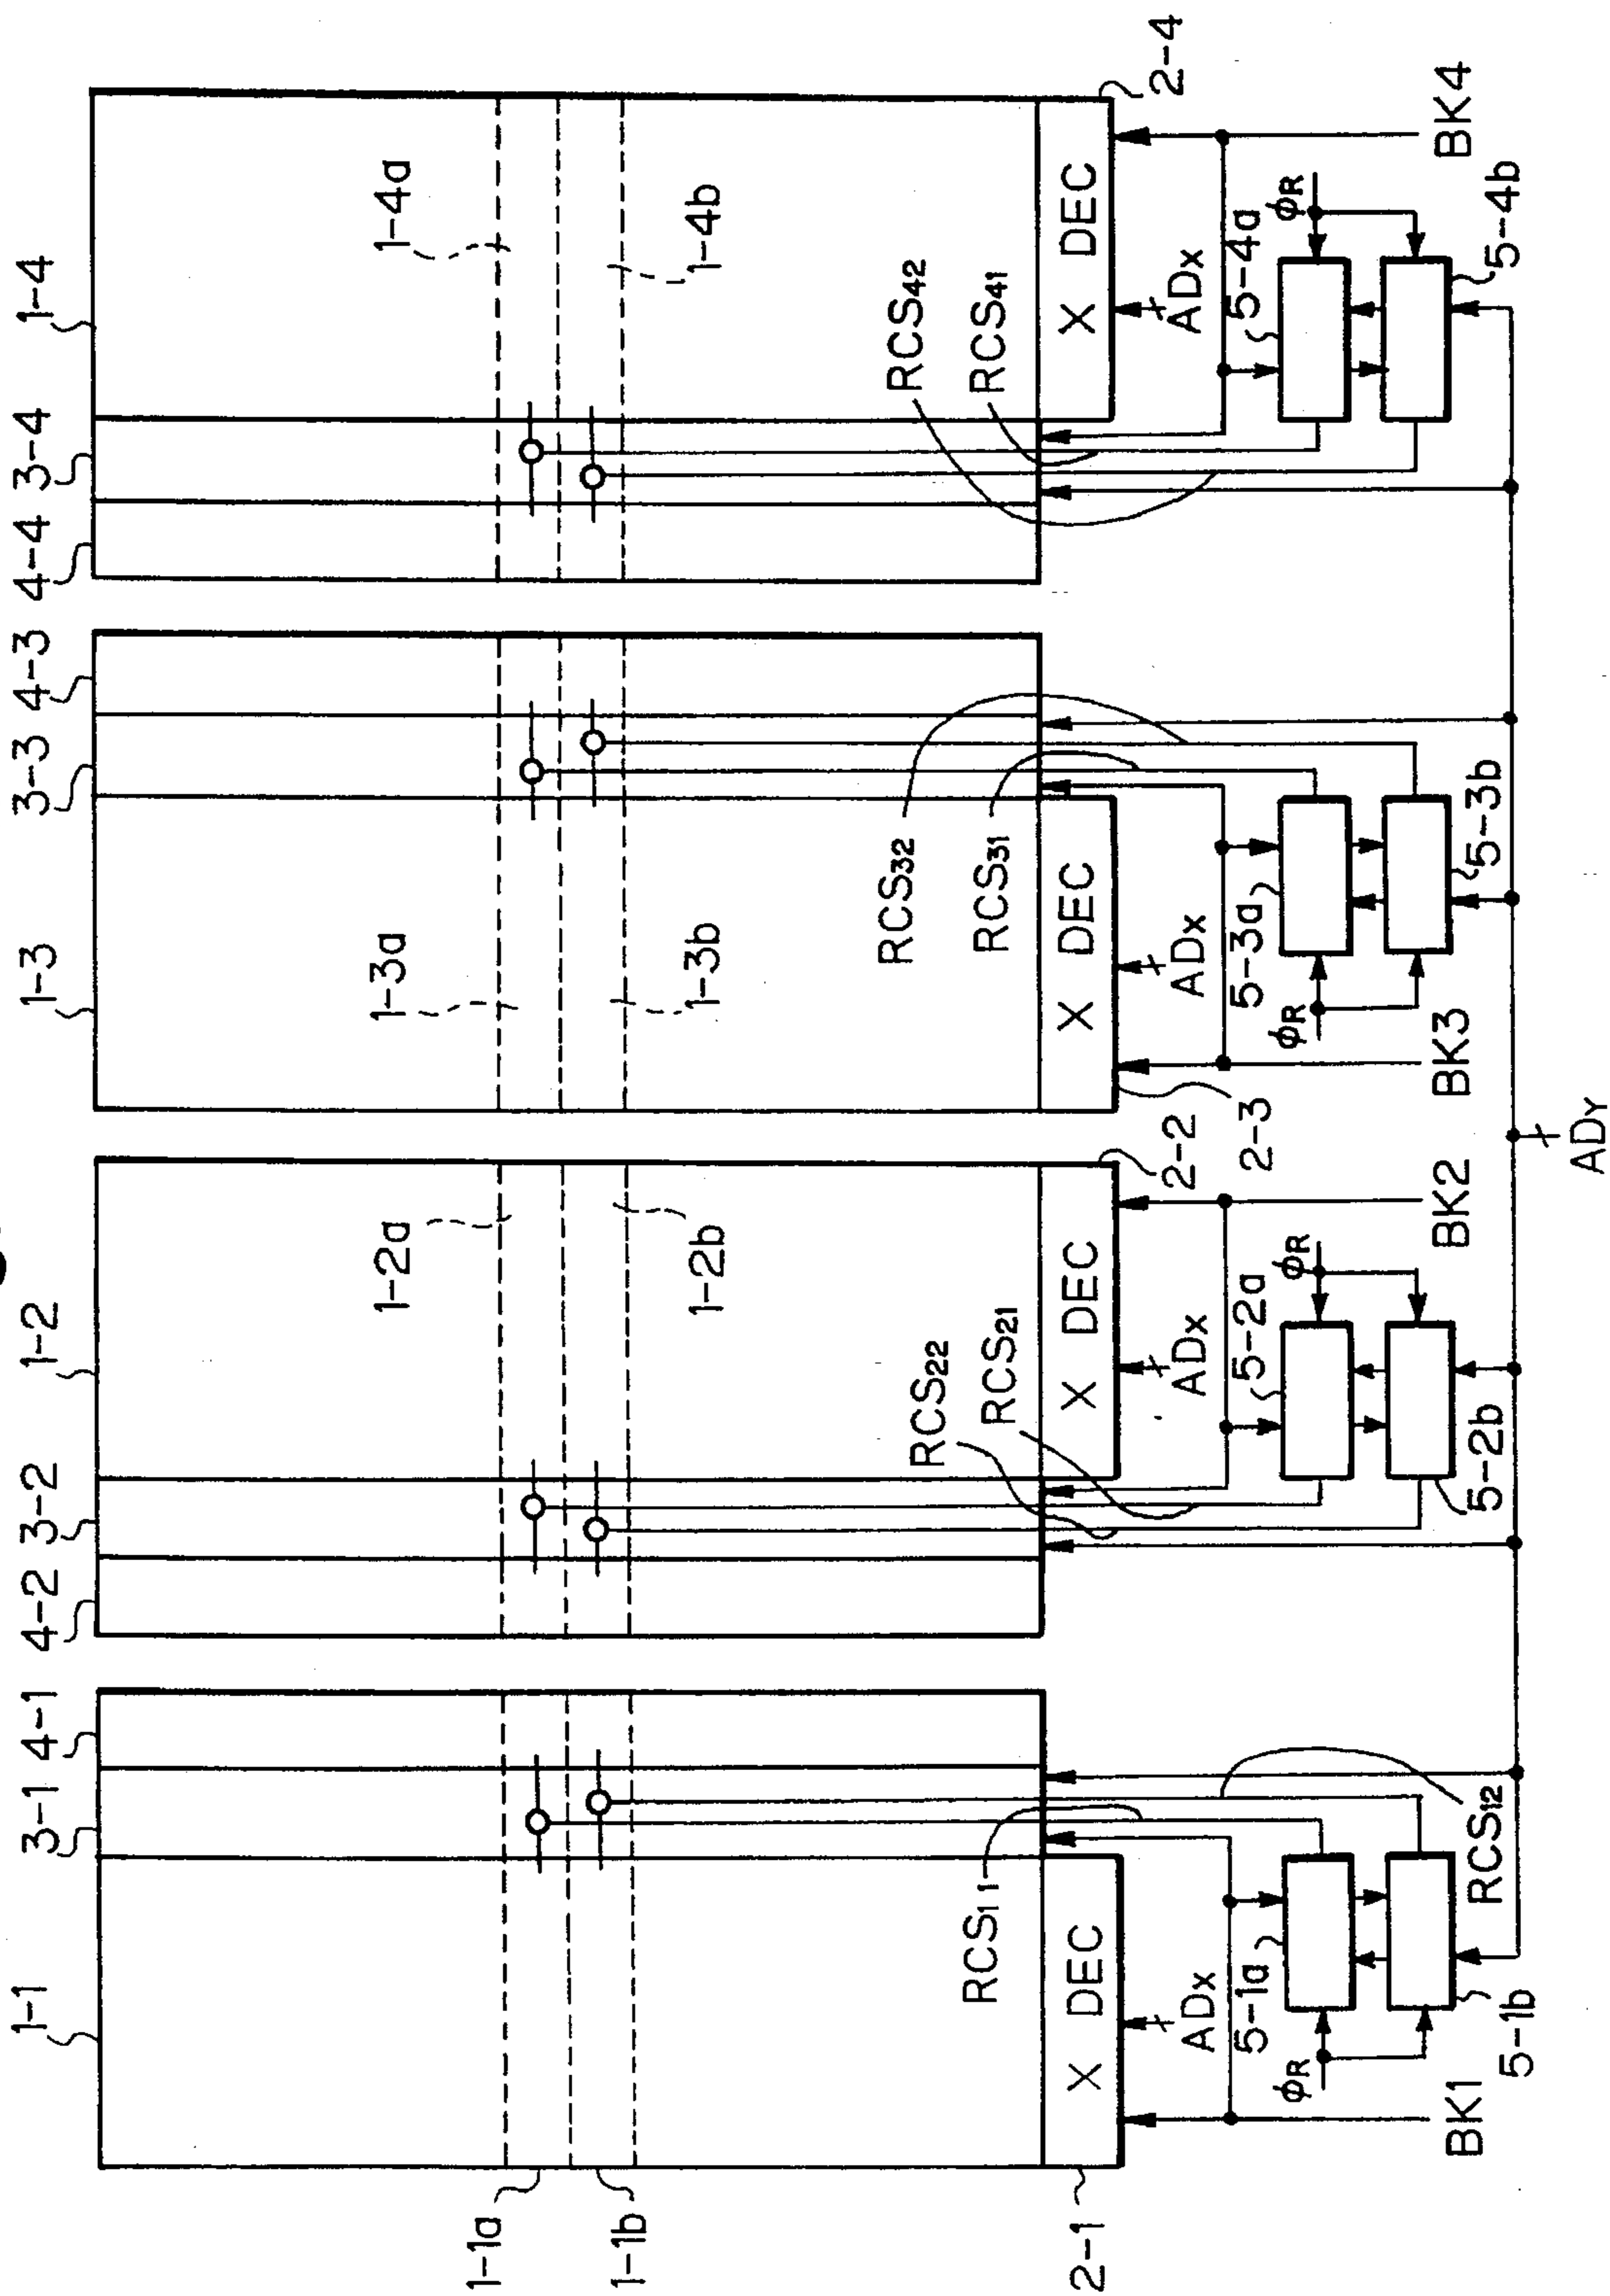 1-1
3-1
4-1
4-2
3-2
1-2
1-3
3-3
4-3
4-4
3-4
1-4
1-1a
1-1b
1-2a
1-2b
1-3a
1-3b
1-4a
1-4b
RCS11
RCS22
RCS21
RCS32
RCS31
RCS42
RCS41
2-1
X DEC
X DEC
2-2
2-3
X DEC
X DEC
2-4
ADX
ADX
ADX
ADX
5-1a
5-2a
5-3a
5-4a
φR
φR
φR
φR
BK1
5-1b
RCS12
5-2b
BK2
BK3
5-3b
5-4b
BK4
ADY